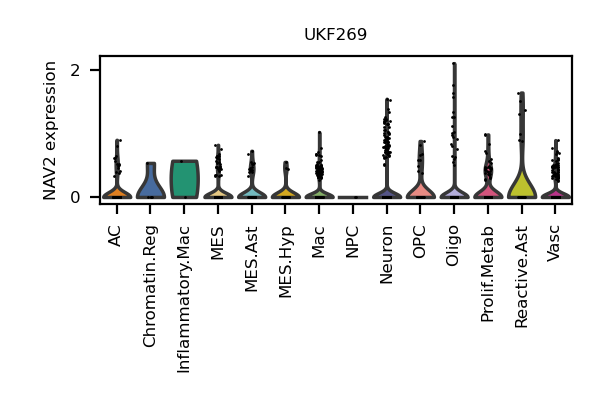 UKF269
NAV2 expression
2
0
AC
Chromatin.Reg
Inflammatory.Mac
MES
MES.Ast
MES.Hyp
Mac
NPC
Neuron
OPC
Oligo
Prolif.Metab
Reactive.Ast
Vasc